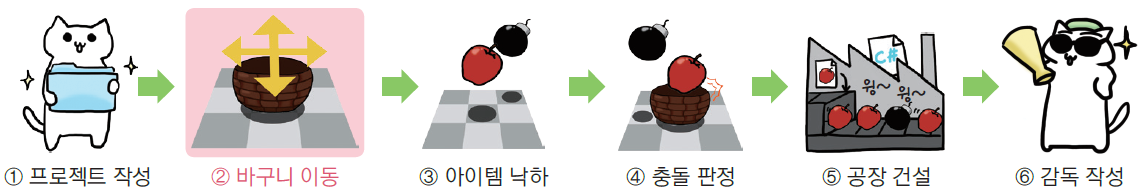 C#
웡~ 웡~
① 프로젝트 작성
② 바구니 이동
③ 아이템 낙하
④ 충돌 판정
⑤ 공장 건설
⑥ 감독 작성